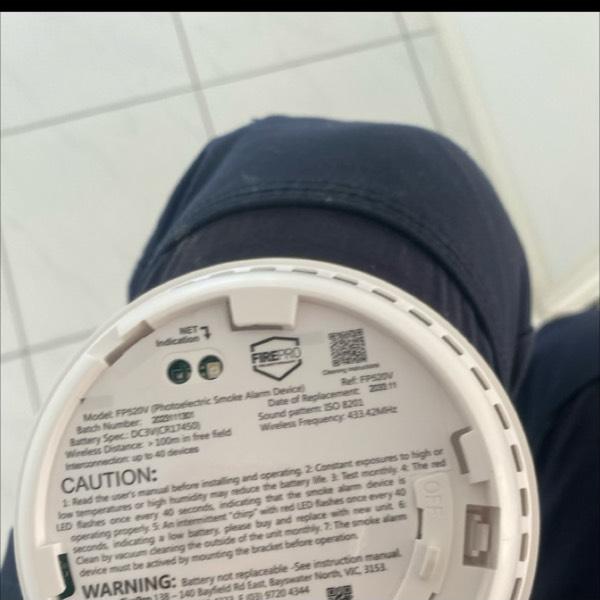 NET
Indication
FIREPRO
Cleaning Instructions
Model: FP520V (Photoelectric Smoke Alarm Device)
Ref: FP520V
Batch Number:
Date of Replacement:
Battery Spec.: DC3V(CR17450)
Sound pattern: ISO 8201
Wireless Distance: > 100m in free field
Wireless Frequency: 433.42MHz
Interconnection: up to 40 devices
CAUTION:
1: Read the user's manual before installing and operating. 2: Constant exposures to high or
low temperatures or high humidity may reduce the battery life. 3: Test monthly. 4: The red
LED flashes once every 40 seconds, indicating that the smoke alarm device is
operating properly. 5: An intermittent "chirp" with red LED flashes once every 40
seconds, indicating a low battery, please buy and replace with new unit. 6:
Clean by vacuum cleaning the outside of the unit monthly. 7: The smoke alarm
device must be actived by mounting the bracket before operation.
OFF
WARNING: Battery not replaceable -See instruction manual.
138 – 140 Bayfield Rd East, Bayswater North, VIC, 3153.
F (03) 9720 4344